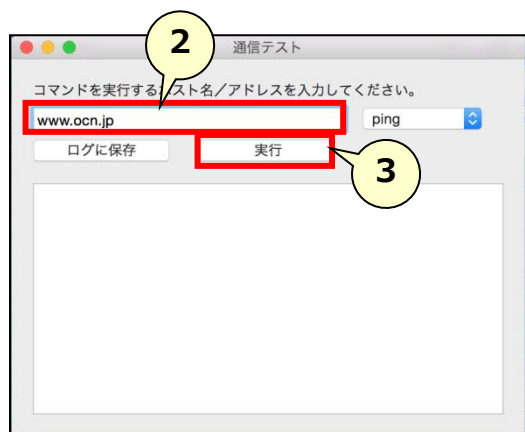 2
通信テスト
コマンドを実行するホスト名／アドレスを入力してください。
www.ocn.jp
ping
ログに保存
実行
3